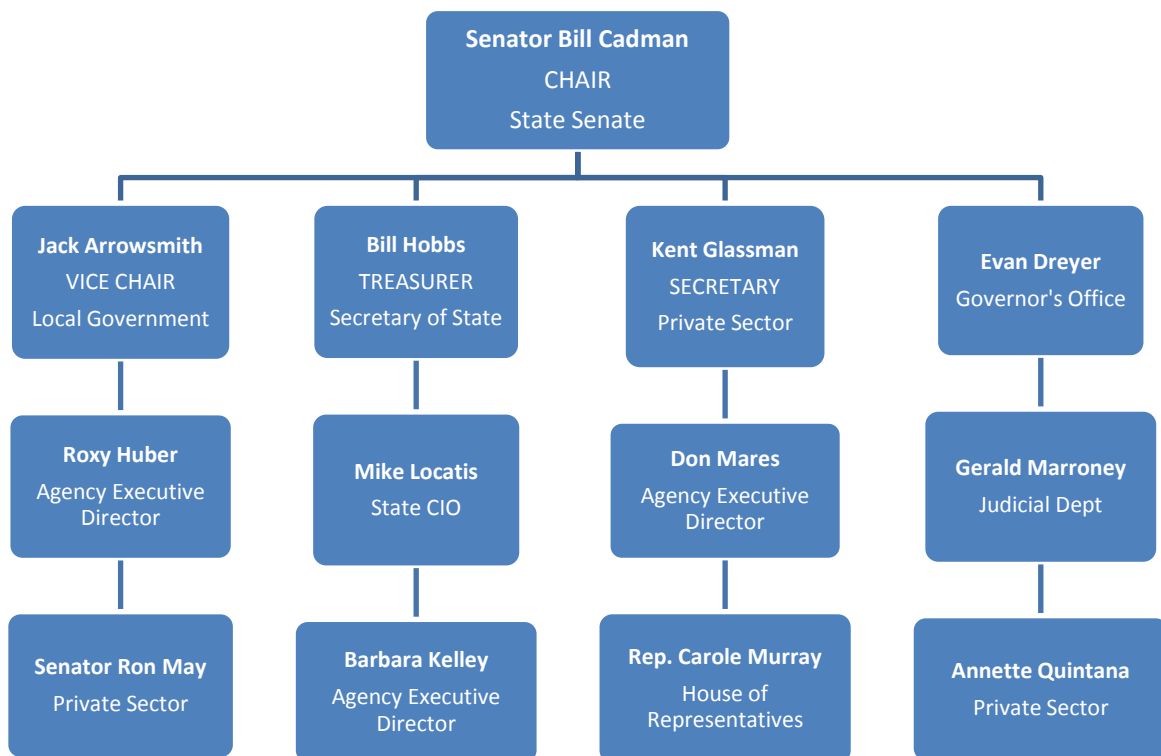 Senator Bill Cadman
CHAIR
State Senate
Jack Arrowsmith
VICE CHAIR
Local Government
Bill Hobbs
TREASURER
Secretary of State
Kent Glassman
SECRETARY
Private Sector
Evan Dreyer
Governor's Office
Roxy Huber
Agency Executive
Director
Mike Locatis
State CIO
Don Mares
Agency Executive
Director
Gerald Marroney
Judicial Dept
Senator Ron May
Private Sector
Barbara Kelley
Agency Executive
Director
Rep. Carole Murray
House of
Representatives
Annette Quintana
Private Sector